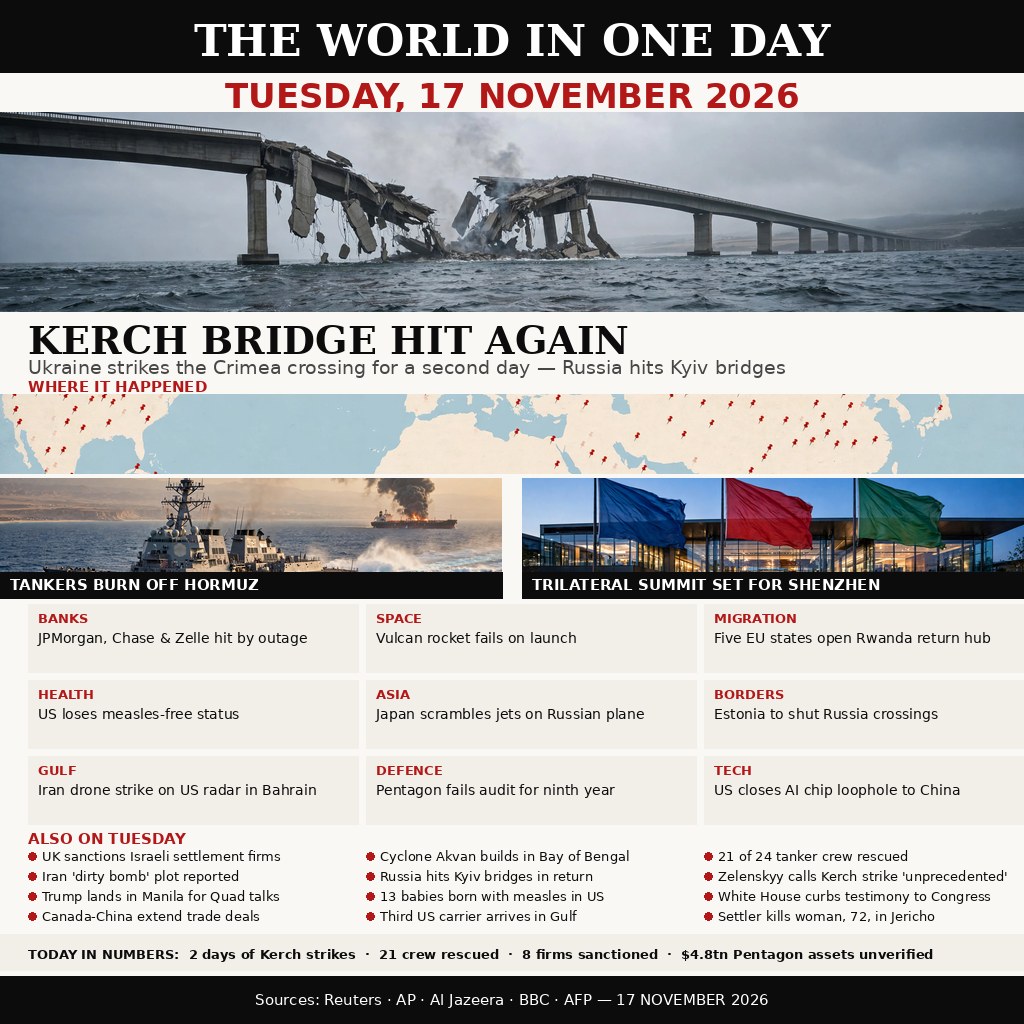 THE WORLD IN ONE DAY
TUESDAY, 17 NOVEMBER 2026
KERCH BRIDGE HIT AGAIN
Ukraine strikes the Crimea crossing for a second day — Russia hits Kyiv bridges
WHERE IT HAPPENED
TANKERS BURN OFF HORMUZ
TRILATERAL SUMMIT SET FOR SHENZHEN
BANKS
JPMorgan, Chase & Zelle hit by outage
SPACE
Vulcan rocket fails on launch
MIGRATION
Five EU states open Rwanda return hub
HEALTH
US loses measles-free status
ASIA
Japan scrambles jets on Russian plane
BORDERS
Estonia to shut Russia crossings
GULF
Iran drone strike on US radar in Bahrain
DEFENCE
Pentagon fails audit for ninth year
TECH
US closes AI chip loophole to China
ALSO ON TUESDAY
UK sanctions Israeli settlement firms
Iran 'dirty bomb' plot reported
Trump lands in Manila for Quad talks
Canada-China extend trade deals
Cyclone Akvan builds in Bay of Bengal
Russia hits Kyiv bridges in return
13 babies born with measles in US
Third US carrier arrives in Gulf
21 of 24 tanker crew rescued
Zelenskyy calls Kerch strike 'unprecedented'
White House curbs testimony to Congress
Settler kills woman, 72, in Jericho
TODAY IN NUMBERS: 2 days of Kerch strikes · 21 crew rescued · 8 firms sanctioned · $4.8tn Pentagon assets unverified
Sources: Reuters · AP · Al Jazeera · BBC · AFP — 17 NOVEMBER 2026